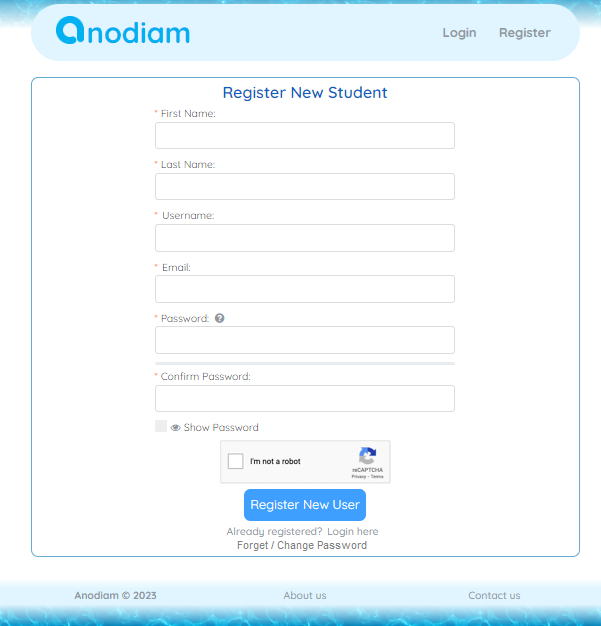 anodiam
Login Register
Register New Student
* First Name:
* Last Name:
* Username:
* Email:
* Password:
* Confirm Password:
Show Password
I'm not a robot
reCAPTCHA
Privacy - Terms
Register New User
Already registered? Login here
Forget / Change Password
Anodiam © 2023 About us Contact us